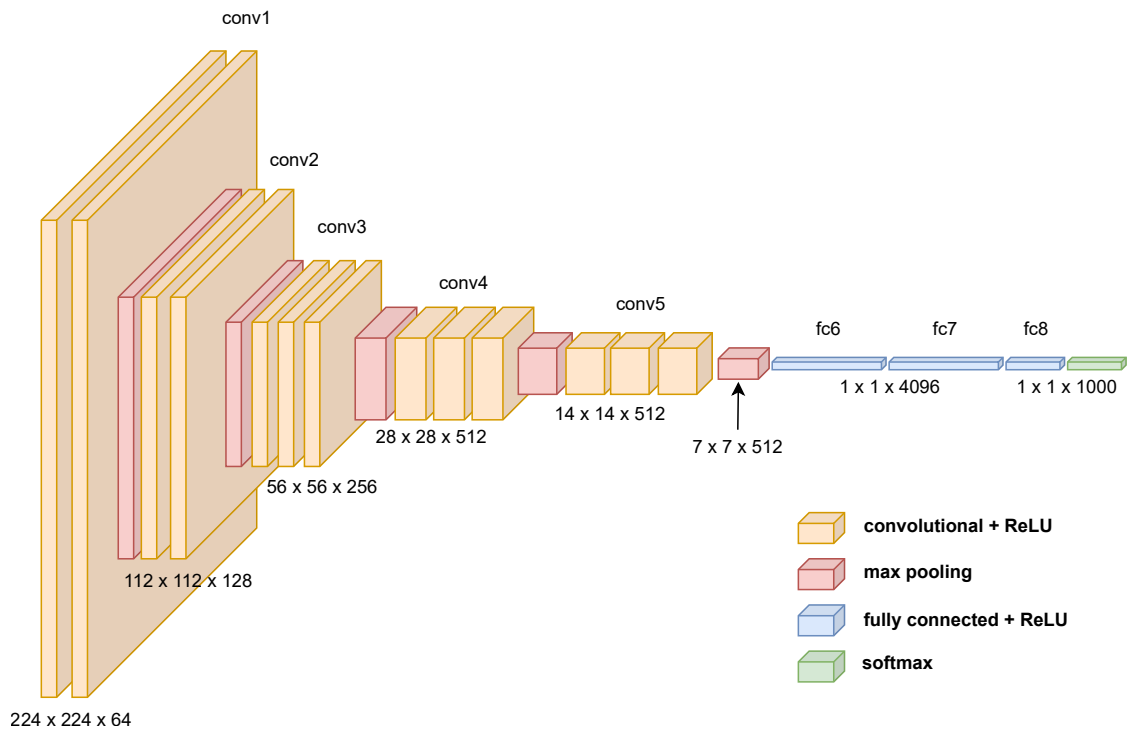 conv1
conv2
conv3
conv4
conv5
fc6
fc7
fc8
1 x 1 x 4096
1 x 1 x 1000
14 x 14 x 512
28 x 28 x 512
7 x 7 x 512
56 x 56 x 256
112 x 112 x 128
224 x 224 x 64
convolutional + ReLU
max pooling
fully connected + ReLU
softmax